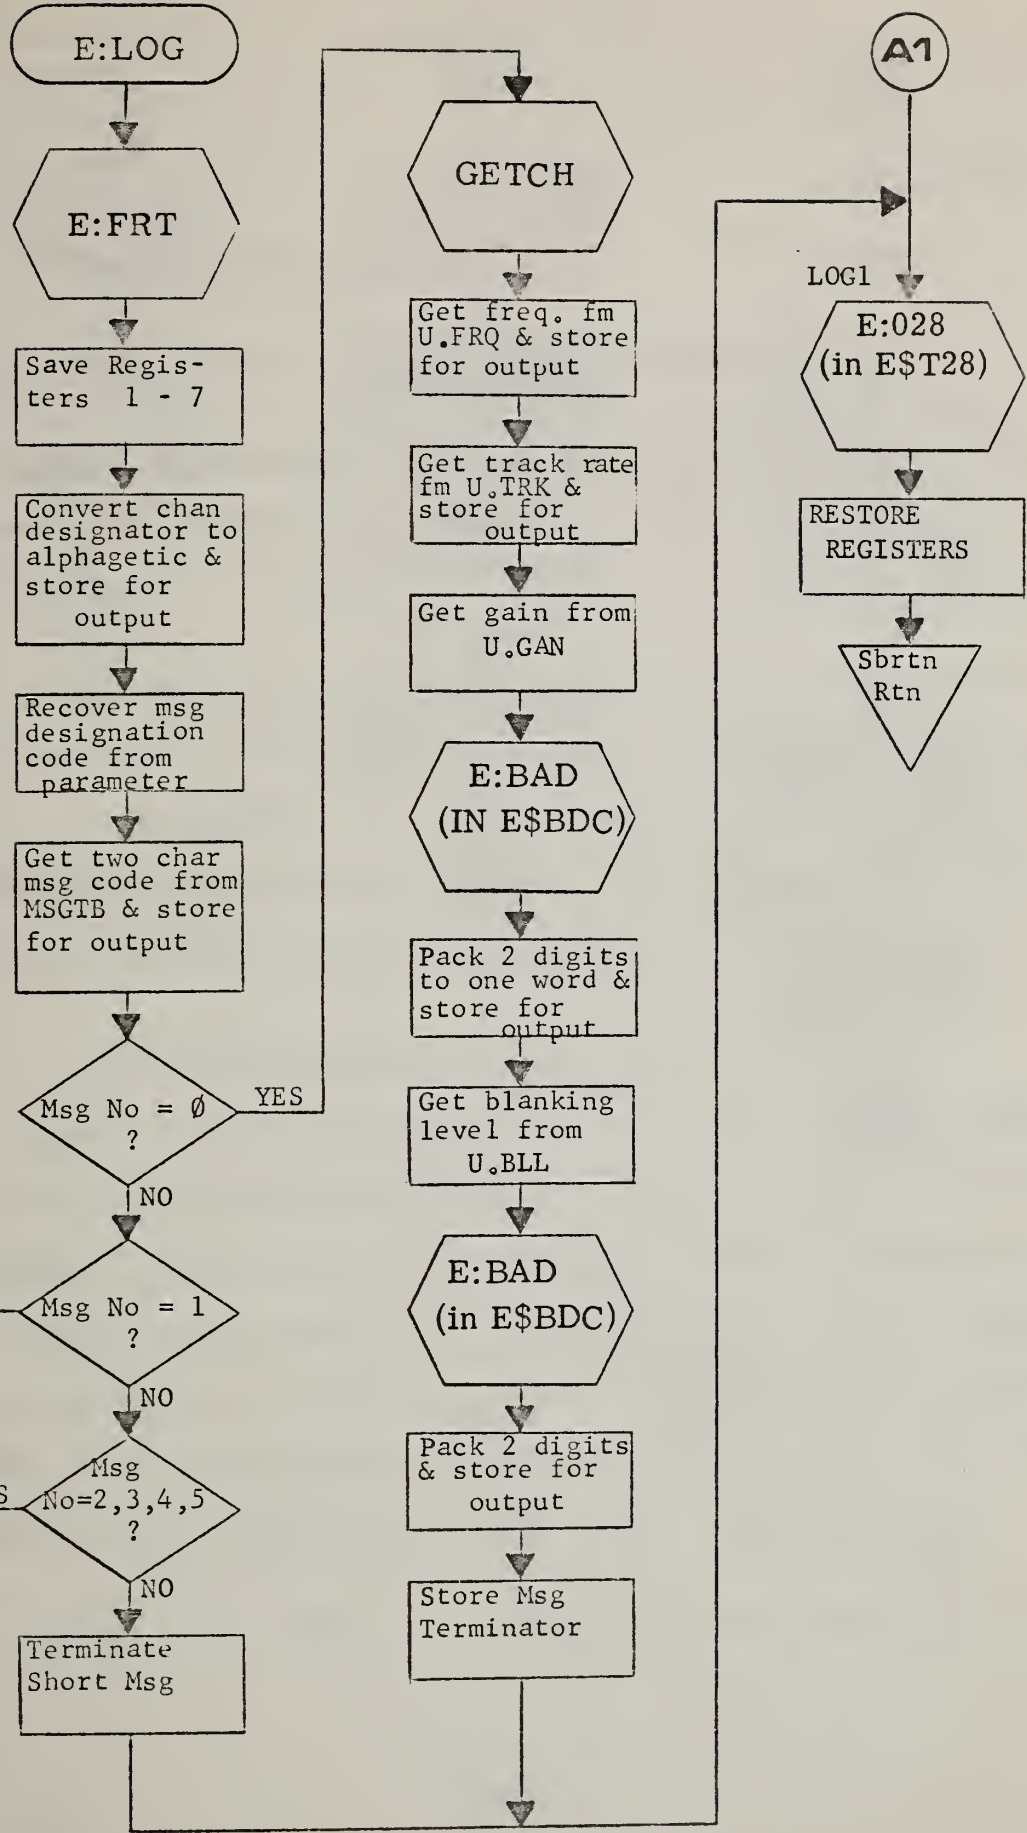 E:LOG
E:FRT
Save Regis-
ters 1 - 7
Convert chan
designator to
alphagetic &
store for
output
Recover msg
designation
code from
parameter
Get two char
msg code from
MSGTB & store
for output
Msg No = Ø
?
YES
NO
Msg No = 1
?
NO
Msg
No=2,3,4,5
?
S
NO
Terminate
Short Msg
GETCH
Get freq. fm
U.FRQ & store
for output
Get track rate
fm U.TRK &
store for
output
Get gain from
U.GAN
E:BAD
(IN E$BDC)
Pack 2 digits
to one word &
store for
output
Get blanking
level from
U.BLL
E:BAD
(in E$BDC)
Pack 2 digits
& store for
output
Store Msg
Terminator
A1
LOG1
E:028
(in E$T28)
RESTORE
REGISTERS
Sbrtn
Rtn